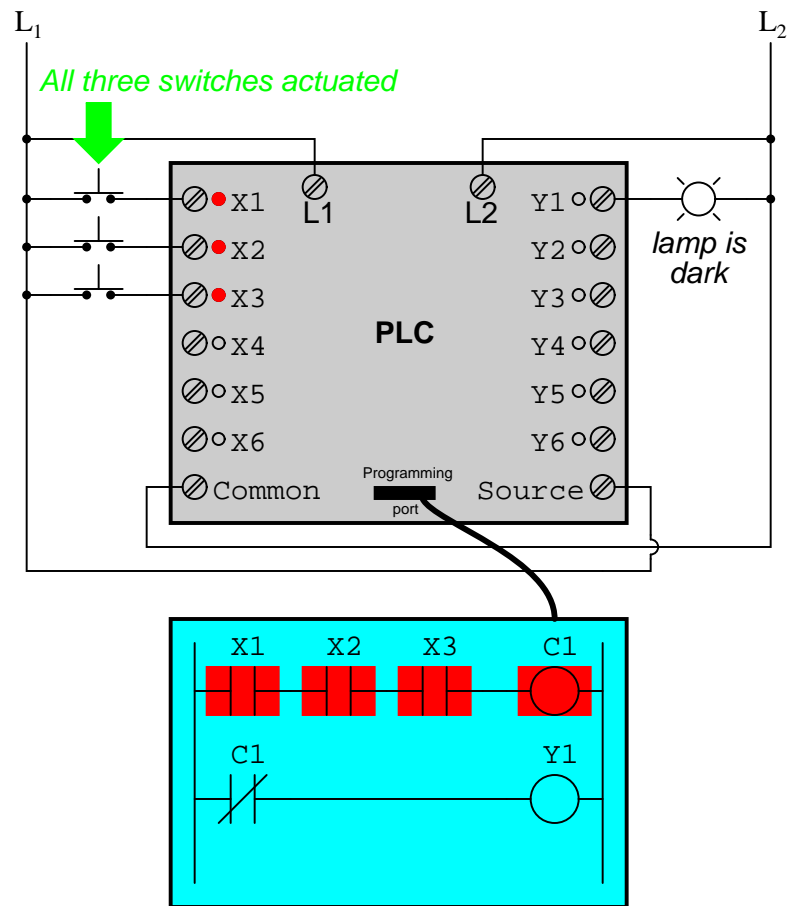 L1
L2
All three switches actuated
X1
L1
L2
Y1
X2
Y2
lamp is
dark
X3
Y3
PLC
X4
Y4
X5
Y5
X6
Y6
Common
Programming
port
Source
X1 X2 X3 C1
C1 Y1